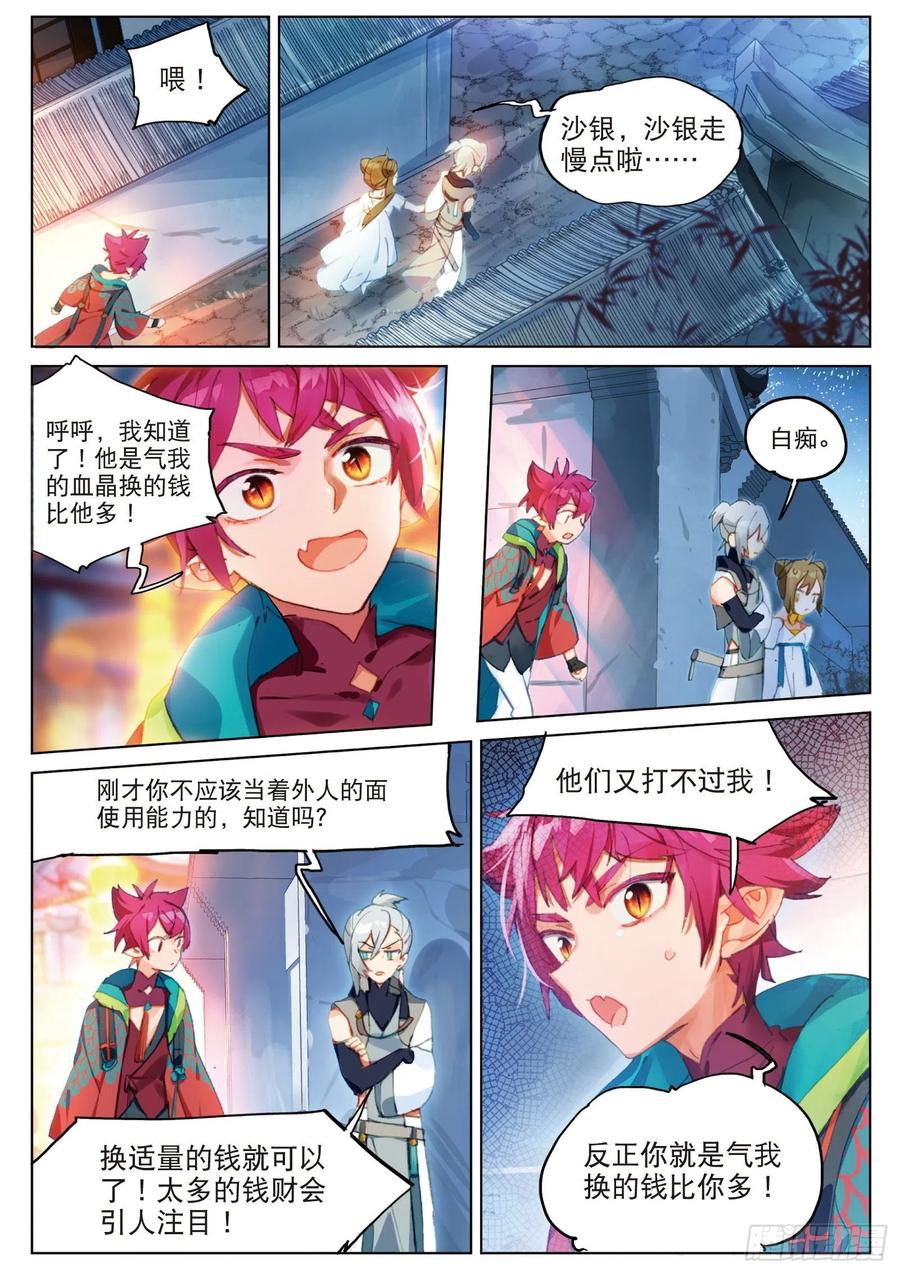 喂！
沙银，沙银走
慢点啦……
呼呼，我知道
了！他是气我
的血晶换的钱
比他多！
白痴。
刚才你不应该当着外人的面
使用能力的，知道吗？
换适量的钱就可以
了！太多的钱财会
引人注目！
他们又打不过我！
反正你就是气我
换的钱比你多！
腾讯动漫